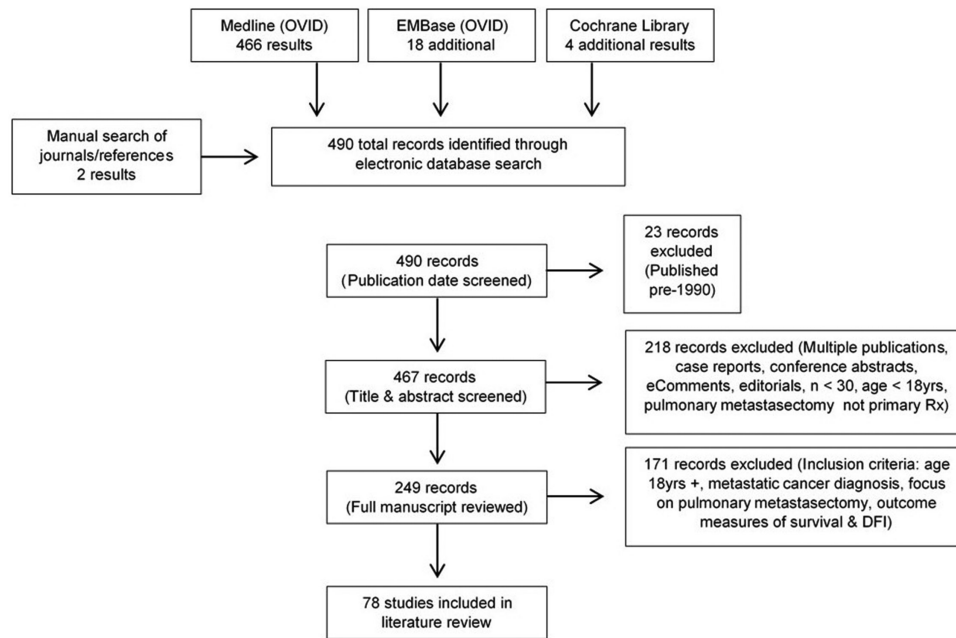 Medline (OVID)
466 results
EMBase (OVID)
18 additional
Cochrane Library
4 additional results
Manual search of
journals/references
2 results
490 total records identified through
electronic database search
490 records
(Publication date screened)
23 records
excluded
(Published
pre-1990)
467 records
(Title & abstract screened)
218 records excluded (Multiple publications,
case reports, conference abstracts,
eComments, editorials, n < 30, age < 18yrs,
pulmonary metastasectomy not primary Rx)
249 records
(Full manuscript reviewed)
171 records excluded (Inclusion criteria: age
18yrs +, metastatic cancer diagnosis, focus
on pulmonary metastasectomy, outcome
measures of survival & DFI)
78 studies included in
literature review